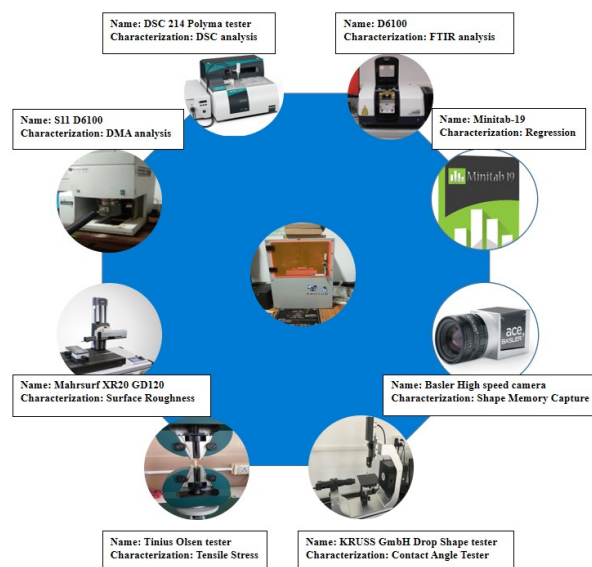 Name: DSC 214 Polyma tester
Characterization: DSC analysis
Name: D6100
Characterization: FTIR analysis
Name: S11 D6100
Characterization: DMA analysis
Name: Minitab-19
Characterization: Regression
Minitab 19
ace
BASLER
Name: Mahrsurf XR20 GD120
Characterization: Surface Roughness
Name: Basler High speed camera
Characterization: Shape Memory Capture
Name: Tinius Olsen tester
Characterization: Tensile Stress
Name: KRUSS GmbH Drop Shape tester
Characterization: Contact Angle Tester